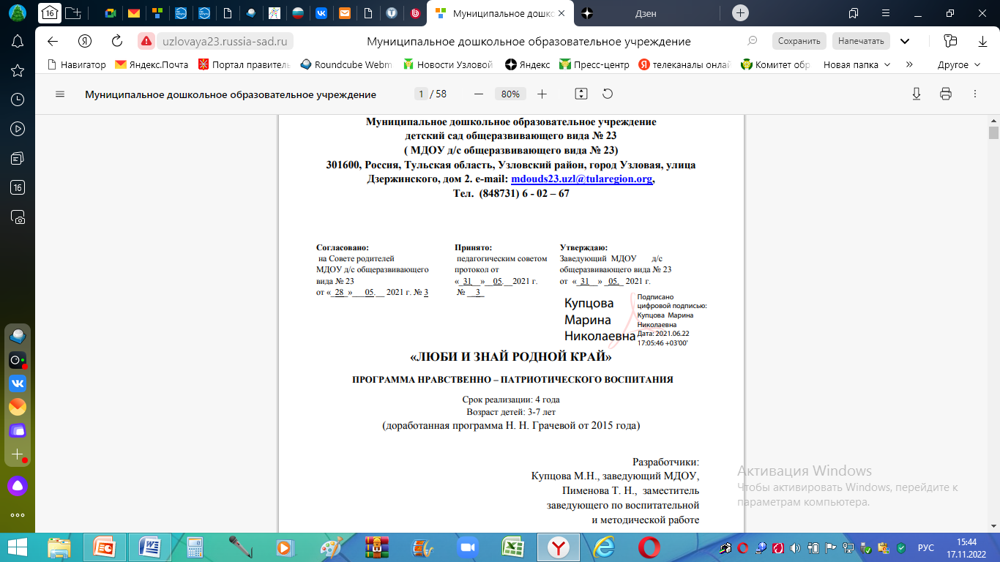 16
Муниципальное дошко
Дзен
uzlovaya23.russia-sad.ru
Муниципальное дошкольное образовательное учреждение
Сохранить
Напечатать
Навигатор
Яндекс.Почта
Портал правитель
Roundcube Webm
Новости Узловой
Яндекс
Пресс-центр
телеканалы онлай
Комитет обр
Новая папка
»
Другое
Муниципальное дошкольное образовательное учреждение
1 / 58
80%
Муниципальное дошкольное образовательное учреждение
детский сад общеразвивающего вида № 23
( МДОУ д/с общеразвивающего вида № 23)
301600, Россия, Тульская область, Узловский район, город Узловая, улица
Дзержинского, дом 2. e-mail: mdouds23.uzl@tularegion.org,
Тел. (848731) 6 - 02 – 67
Согласовано:
на Совете родителей
МДОУ д/с общеразвивающего
вида № 23
от «_28_»___05.__ 2021 г. № 3
Принято:
педагогическим советом
протокол от
«_31__»__05.__2021 г.
№ __3_
Утверждаю:
Заведующий МДОУ д/с
общеразвивающего вида № 23
от «_31__» _05._ 2021 г.
Купцова
Марина
Николаевна
Подписано
цифровой подписью:
Купцова Марина
Николаевна
Дата: 2021.06.22
17:05:46 +03'00'
«ЛЮБИ И ЗНАЙ РОДНОЙ КРАЙ»
ПРОГРАММА НРАВСТВЕННО – ПАТРИОТИЧЕСКОГО ВОСПИТАНИЯ
Срок реализации: 4 года
Возраст детей: 3-7 лет
(доработанная программа Н. Н. Грачевой от 2015 года)
Разработчики:
Купцова М.Н., заведующий МДОУ,
Пименова Т. Н., заместитель
заведующего по воспитательной
и методической работе
Активация Windows
Чтобы активировать Windows, перейдите к
параметрам компьютера.
16
РУС
15:44
17.11.2022